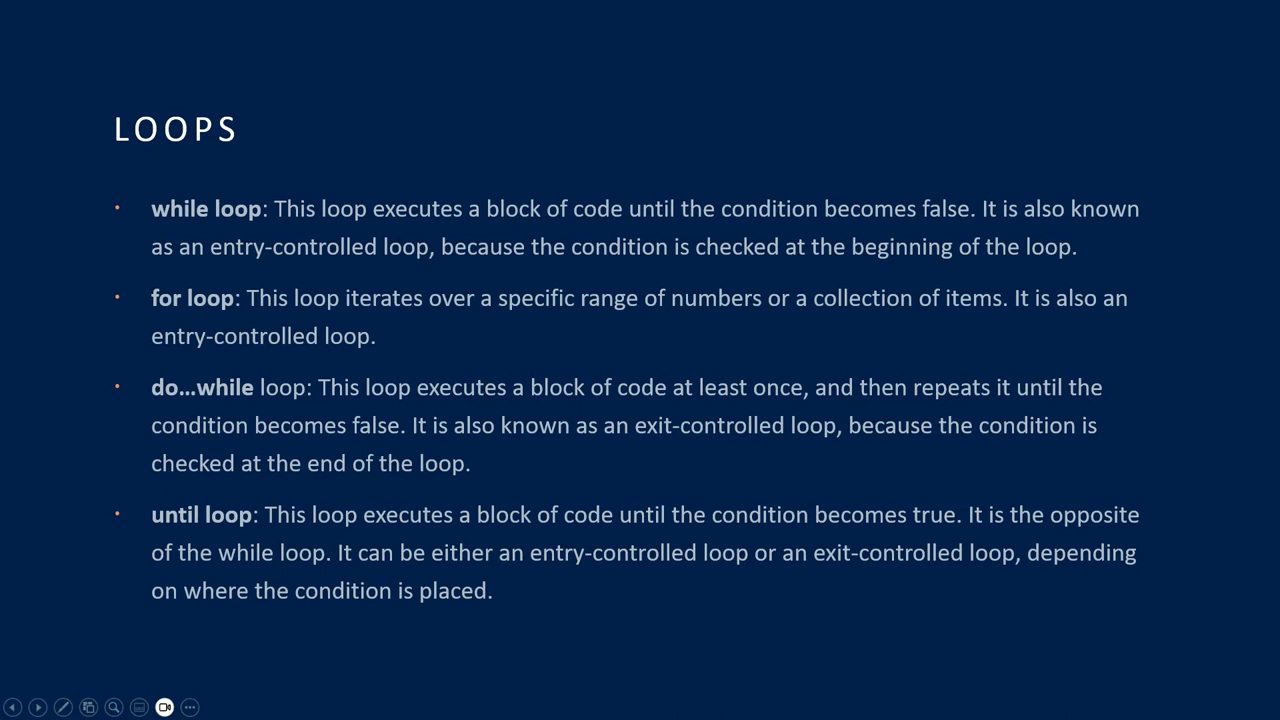 LOOPS
• while loop: This loop executes a block of code until the condition becomes false. It is also known
as an entry-controlled loop, because the condition is checked at the beginning of the loop.
• for loop: This loop iterates over a specific range of numbers or a collection of items. It is also an
entry-controlled loop.
• do...while loop: This loop executes a block of code at least once, and then repeats it until the
condition becomes false. It is also known as an exit-controlled loop, because the condition is
checked at the end of the loop.
• until loop: This loop executes a block of code until the condition becomes true. It is the opposite
of the while loop. It can be either an entry-controlled loop or an exit-controlled loop, depending
on where the condition is placed.